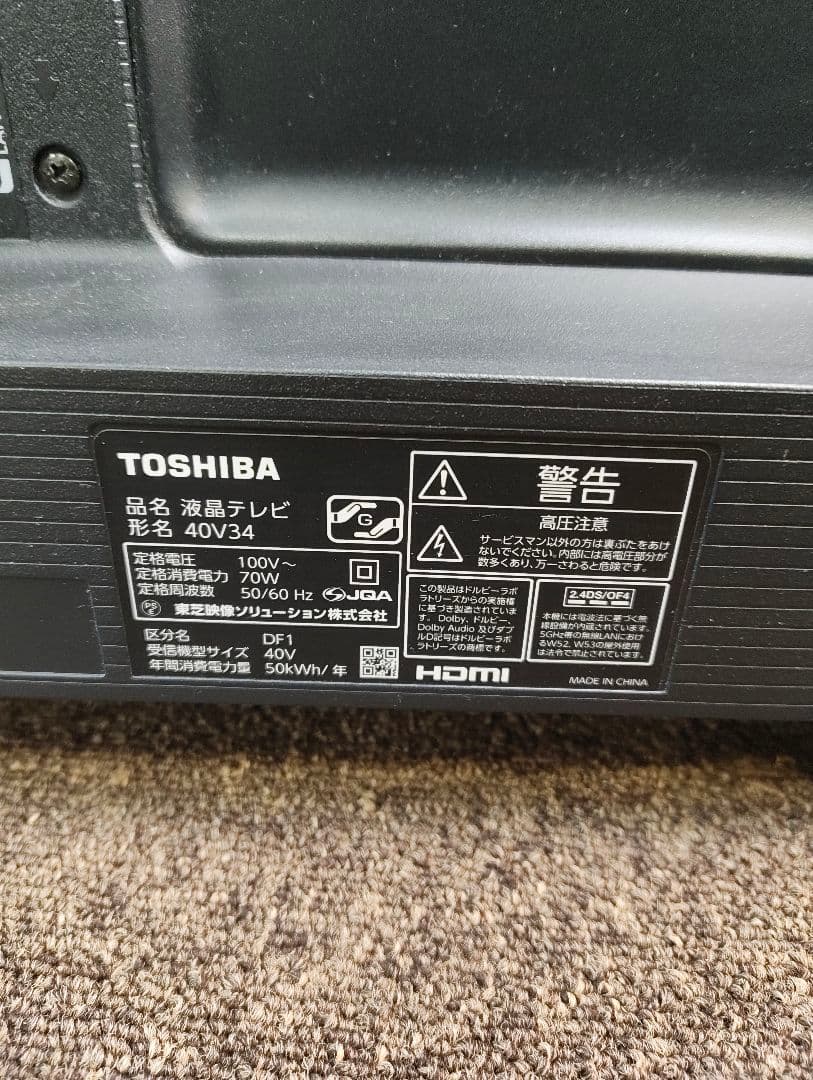 TOSHIBA
品名 液晶テレビ
形名 40V34
G
定格電圧 100V～
定格消費電力 70W
定格周波数 50/60 Hz JQA
PS E 東芝映像ソリューション株式会社
区分名 DF1
受信機型サイズ 40V
年間消費電力量 50kWh/年
警告
高圧注意
サービスマン以外の方は裏ぶたをあけ
ないでください。内部には高電圧部分が
数多くあり、万一さわると危険です。
この製品はドルビーラボ
ラトリーズからの実施権
に基づき製造されていま
す。Dolby、ドルビー、
Dolby Audio 及びダブ
ルD記号はドルビーラボ
ラトリーズの商標です。
2.4DS/OF4
本機には電波法に基づく無
線設備が内蔵されています。
5GHz帯の無線LANにおけ
るW52、W53の屋外使用
は法令で禁止されています。
HDMI
MADE IN CHINA